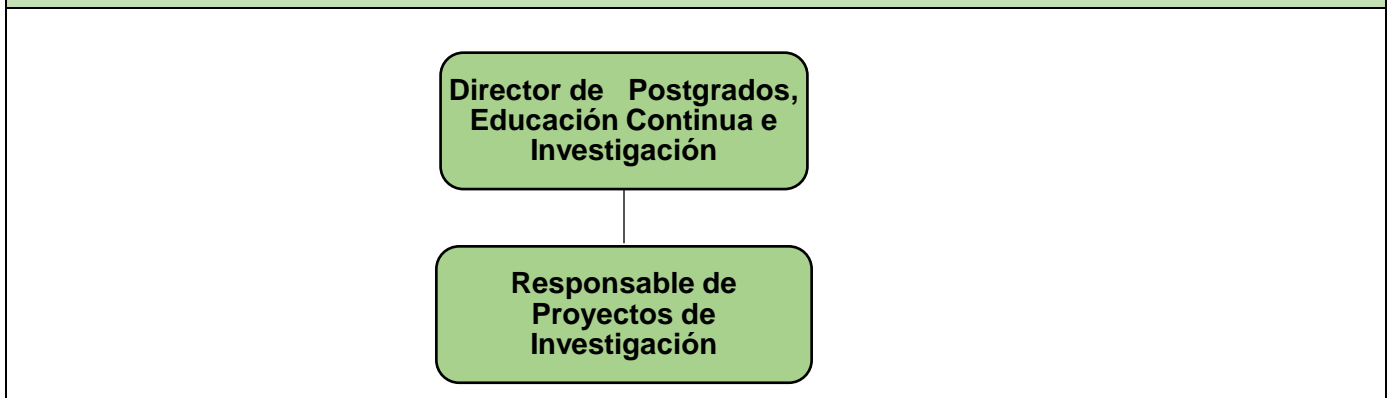 Director de Postgrados,
Educación Continua e
Investigación
Responsable de
Proyectos de
Investigación